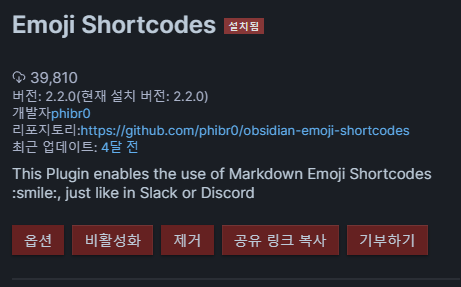 Emoji Shortcodes 설치됨
39,810
버전: 2.2.0(현재 설치 버전: 2.2.0)
개발자phibr0
리포지토리:https://github.com/phibr0/obsidian-emoji-shortcodes
최근 업데이트: 4달 전
This Plugin enables the use of Markdown Emoji Shortcodes
:smile:, just like in Slack or Discord
옵션 비활성화 제거 공유 링크 복사 기부하기